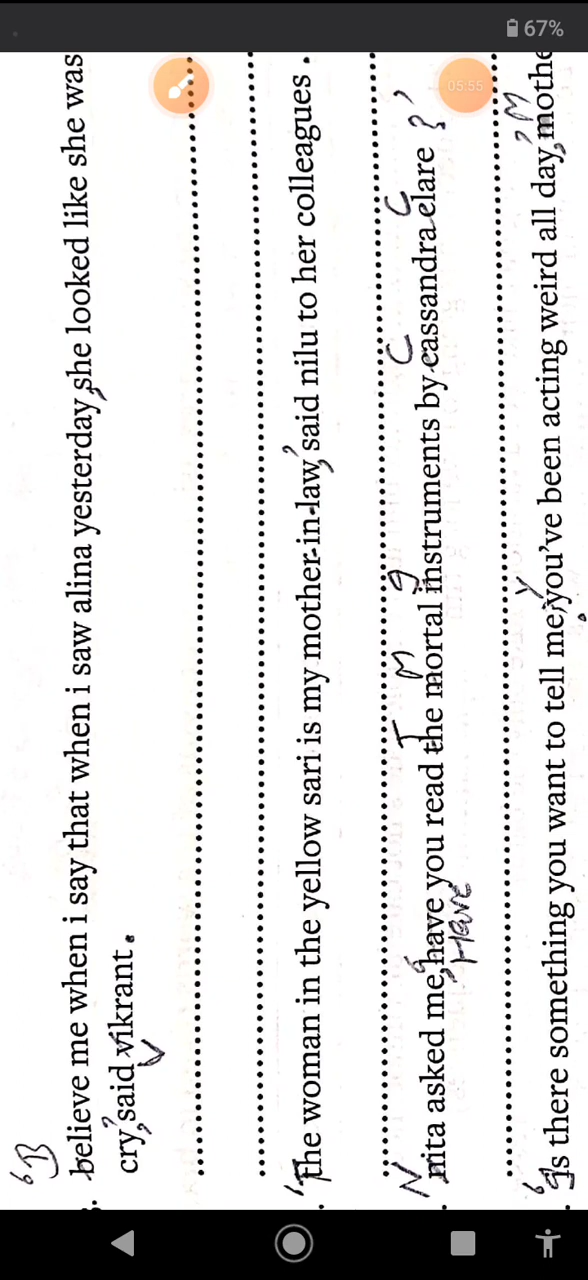 67%
05:55
‘B
believe me when i say that when i saw alina yesterday, she looked like she was
cry,’ said vikrant.
V
‘The woman in the yellow sari is my mother-in-law,’ said nilu to her colleagues.
N T M I C C
nita asked me, ‘have you read the mortal instruments by cassandra clare ?’
Have
Y M
‘Is there something you want to tell me, you’ve been acting weird all day,’ mothe